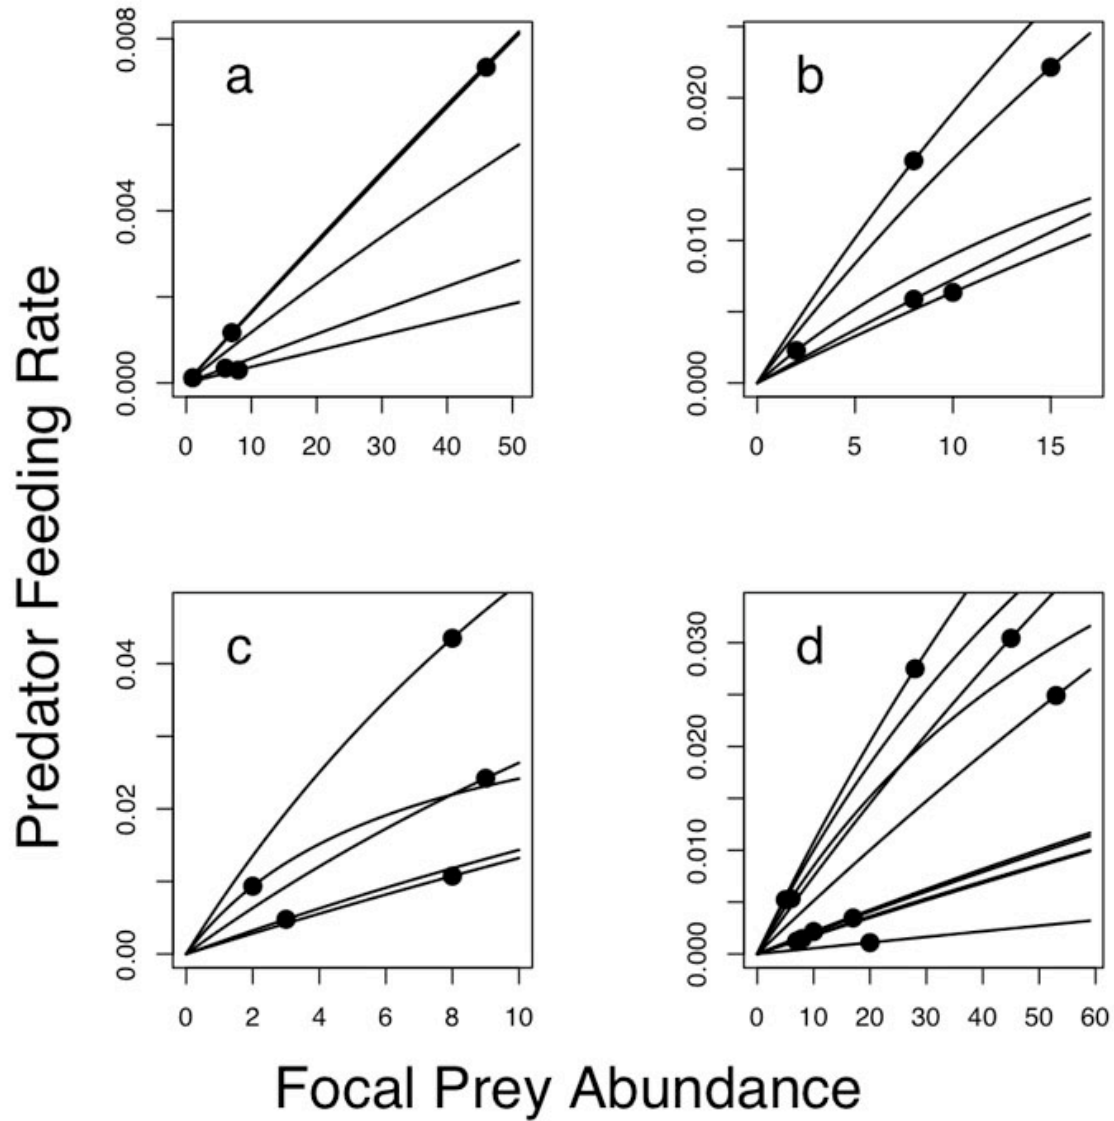 Predator Feeding Rate
a
0.000 0.004 0.008
0 10 20 30 40 50
b
0.000 0.010 0.020
0 5 10 15
c
0.00 0.02 0.04
0 2 4 6 8 10
d
0.000 0.010 0.020 0.030
0 10 20 30 40 50 60
Focal Prey Abundance